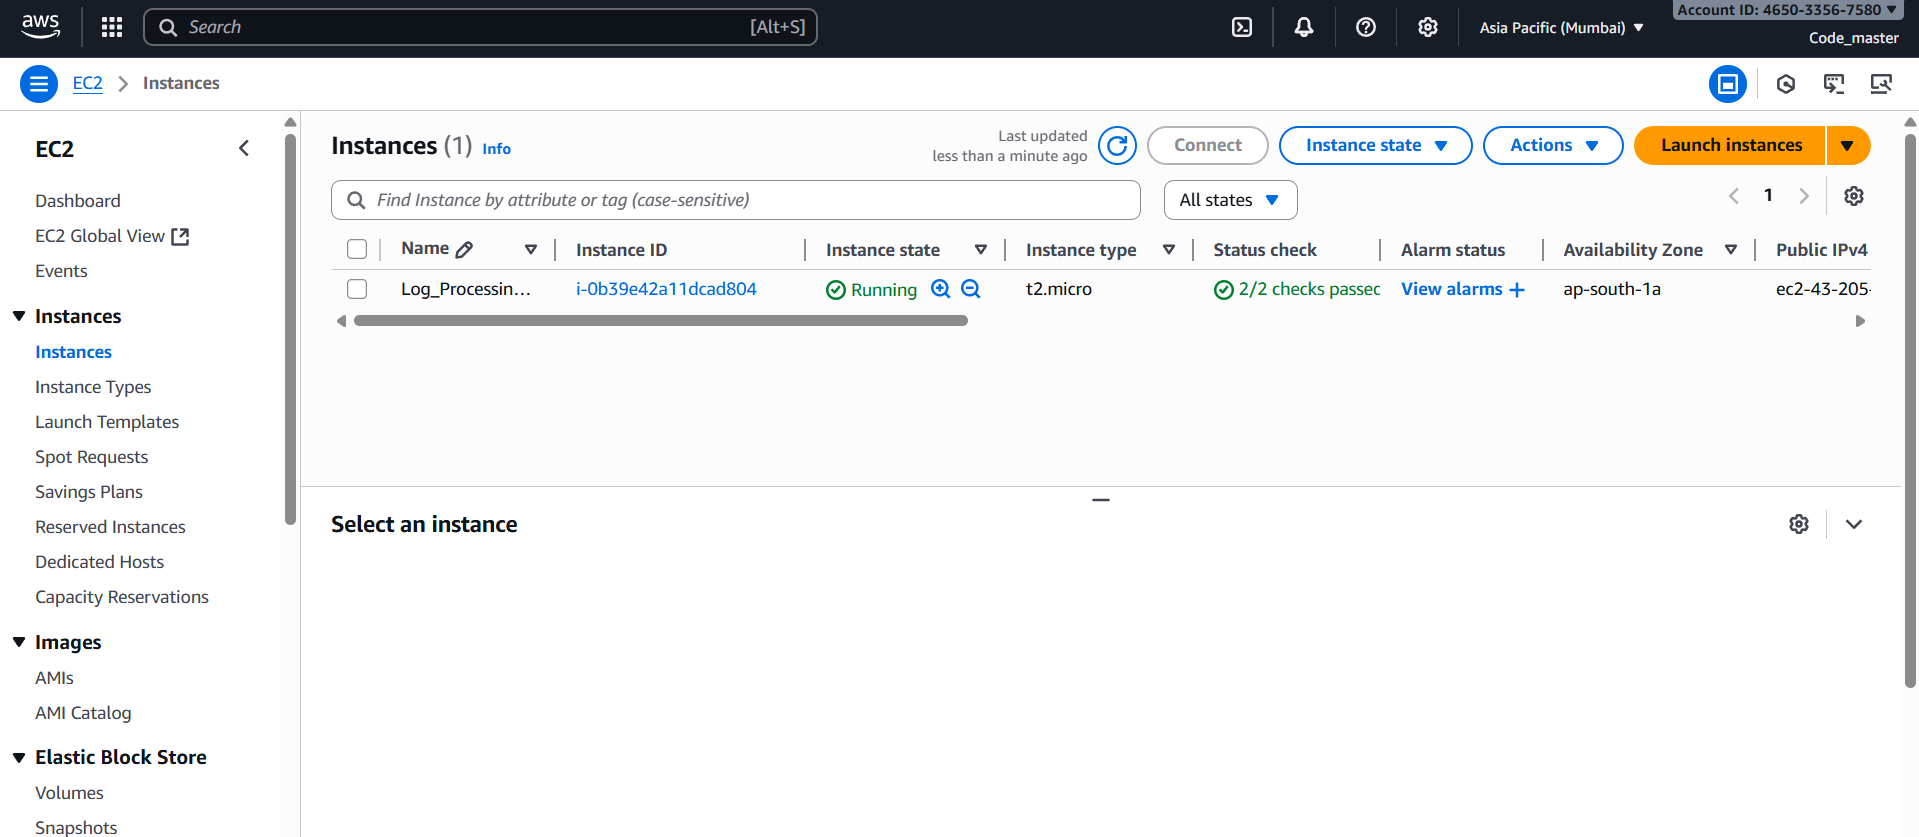 aws
Search [Alt+S]
Asia Pacific (Mumbai)
Account ID: 4650-3356-7580
Code_master
EC2 Instances
EC2
Dashboard
EC2 Global View
Events
Instances
Instances
Instance Types
Launch Templates
Spot Requests
Savings Plans
Reserved Instances
Dedicated Hosts
Capacity Reservations
Images
AMIs
AMI Catalog
Elastic Block Store
Volumes
Snapshots
Instances (1) Info
Last updated
less than a minute ago
Connect
Instance state
Actions
Launch instances
Find Instance by attribute or tag (case-sensitive)
All states
1
Name Instance ID Instance state Instance type Status check Alarm status Availability Zone Public IPv4
Log_Processin... i-0b39e42a11dcad804 Running t2.micro 2/2 checks passed View alarms + ap-south-1a ec2-43-205-
Select an instance